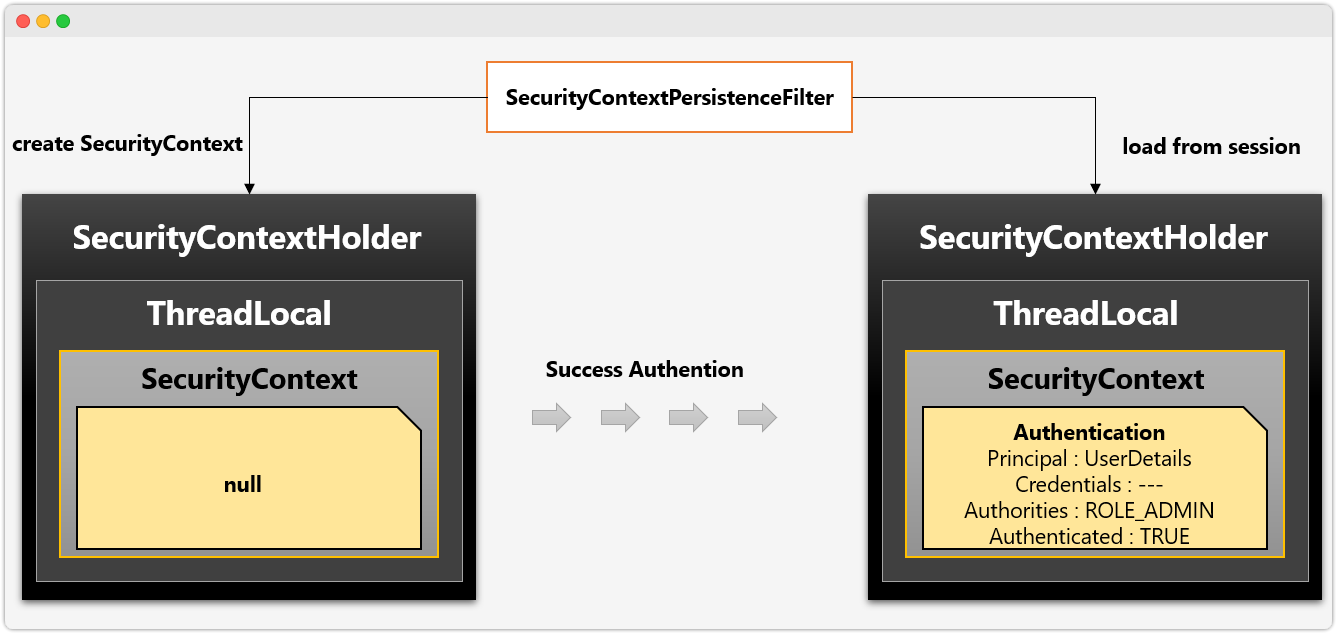 SecurityContextPersistenceFilter
create SecurityContext
load from session
SecurityContextHolder
ThreadLocal
SecurityContext
null
Success Authention
SecurityContextHolder
ThreadLocal
SecurityContext
Authentication
Principal : UserDetails
Credentials : ---
Authorities : ROLE_ADMIN
Authenticated : TRUE